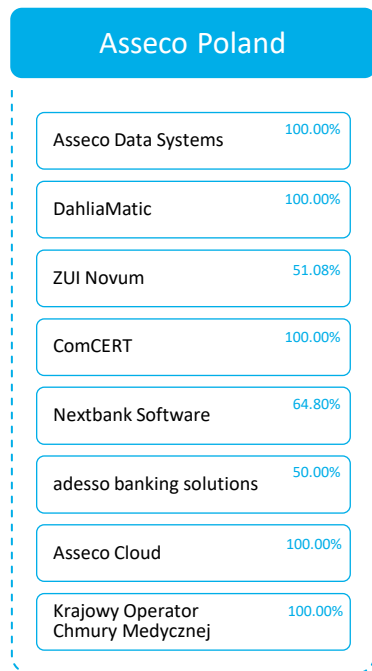 Asseco Poland
Asseco Data Systems 100.00%
DahliaMatic 100.00%
ZUI Novum 51.08%
ComCERT 100.00%
Nextbank Software 64.80%
adesso banking solutions 50.00%
Asseco Cloud 100.00%
Krajowy Operator 100.00%
Chmury Medycznej